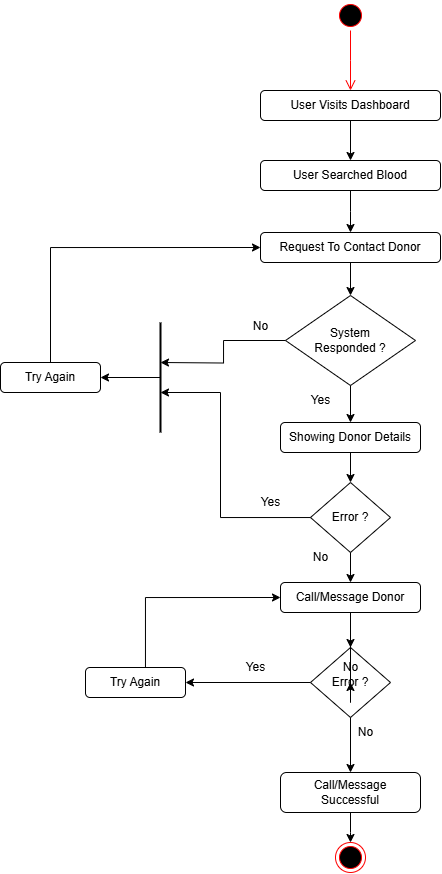 User Visits Dashboard
User Searched Blood
Request To Contact Donor
No
System
Responded ?
Try Again
Yes
Showing Donor Details
Yes
Error ?
No
Call/Message Donor
No
Yes
Error ?
Try Again
No
Call/Message
Successful